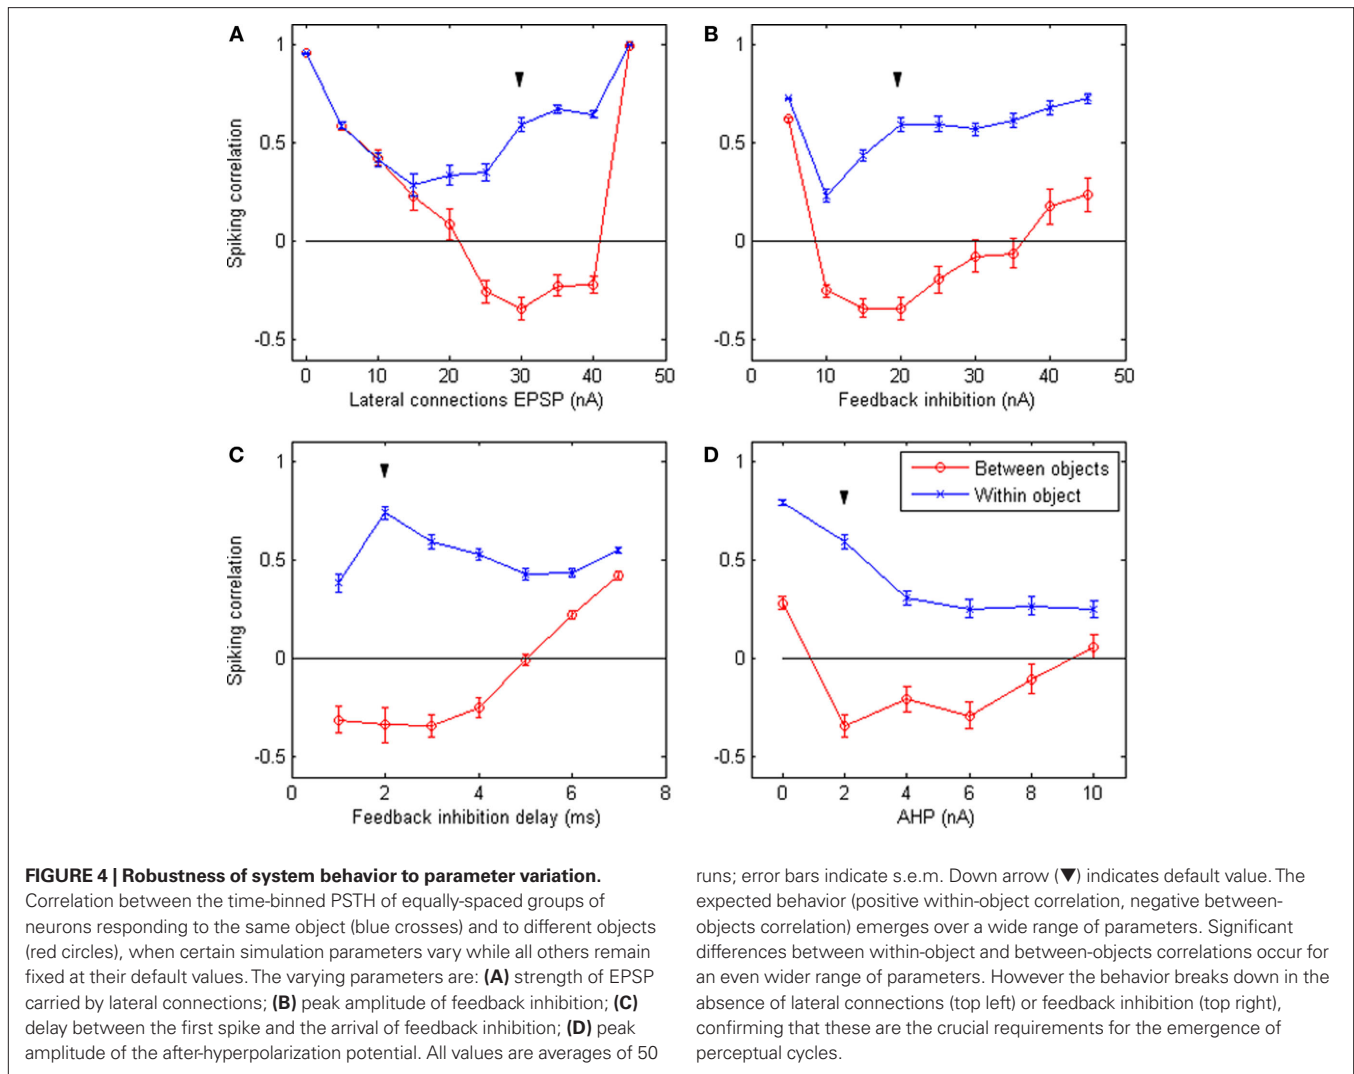 A
1
0.5
0
-0.5
Spiking correlation
0 10 20 30 40 50
Lateral connections EPSP (nA)
B
1
0.5
0
-0.5
0 10 20 30 40 50
Feedback inhibition (nA)
C
1
0.5
0
-0.5
Spiking correlation
0 2 4 6 8
Feedback inhibition delay (ms)
D
1
0.5
0
-0.5
Between objects
Within object
0 2 4 6 8 10
AHP (nA)
FIGURE 4 | Robustness of system behavior to parameter variation.
Correlation between the time-binned PSTH of equally-spaced groups of
neurons responding to the same object (blue crosses) and to different objects
(red circles), when certain simulation parameters vary while all others remain
fixed at their default values. The varying parameters are: (A) strength of EPSP
carried by lateral connections; (B) peak amplitude of feedback inhibition; (C)
delay between the first spike and the arrival of feedback inhibition; (D) peak
amplitude of the after-hyperpolarization potential. All values are averages of 50
runs; error bars indicate s.e.m. Down arrow (▼) indicates default value. The
expected behavior (positive within-object correlation, negative between-
objects correlation) emerges over a wide range of parameters. Significant
differences between within-object and between-objects correlations occur for
an even wider range of parameters. However the behavior breaks down in the
absence of lateral connections (top left) or feedback inhibition (top right),
confirming that these are the crucial requirements for the emergence of
perceptual cycles.